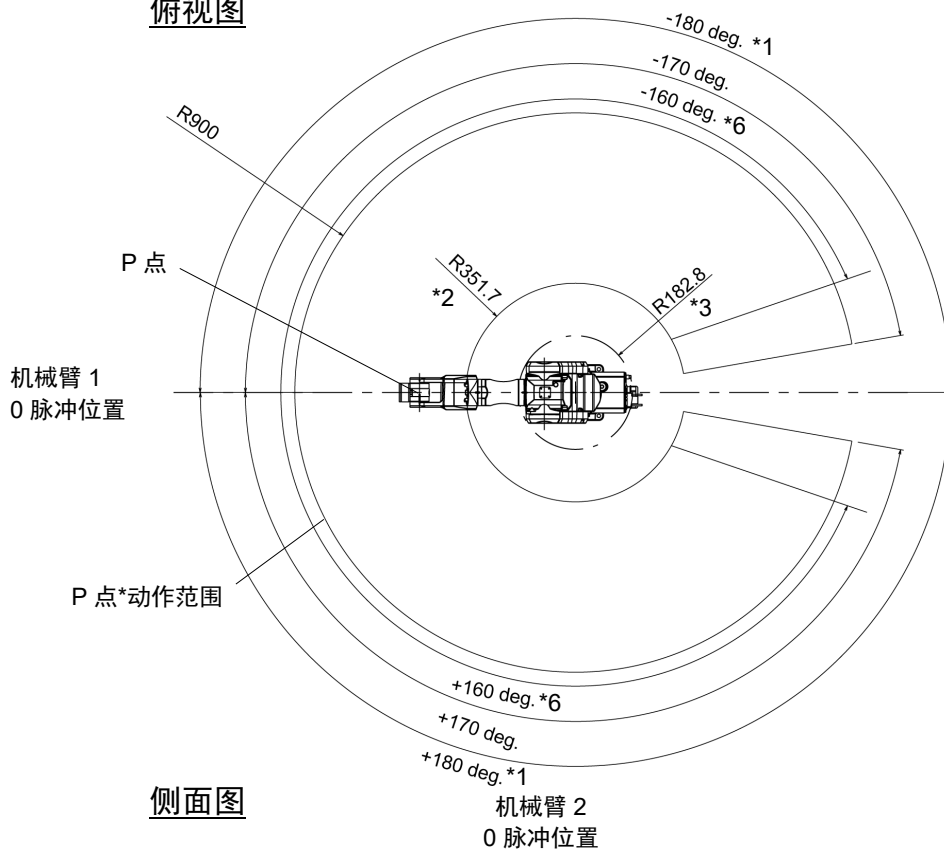 俯视图
-180 deg. *1
-170 deg.
-160 deg. *6
R900
P 点
R351.7
*2
R182.8
*3
机械臂 1
0 脉冲位置
P 点*动作范围
+160 deg. *6
+170 deg.
+180 deg. *1
侧面图
机械臂 2
0 脉冲位置